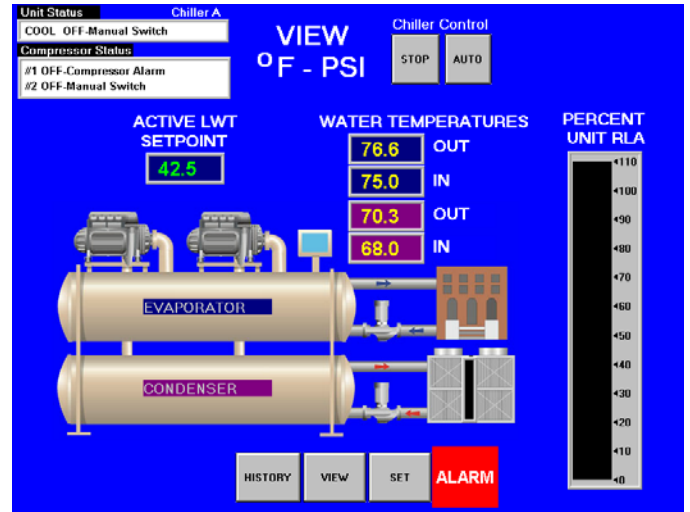 Unit Status Chiller A
COOL OFF-Manual Switch
Compressor Status
//1 OFF-Compressor Alarm
//2 OFF-Manual Switch
VIEW
ºF - PSI
Chiller Control
STOP AUTO
ACTIVE LWT
SETPOINT
42.5
WATER TEMPERATURES
76.6 OUT
75.0 IN
70.3 OUT
68.0 IN
PERCENT
UNIT RLA
110
100
90
80
70
60
50
40
30
20
10
0
EVAPORATOR
CONDENSER
HISTORY VIEW SET ALARM